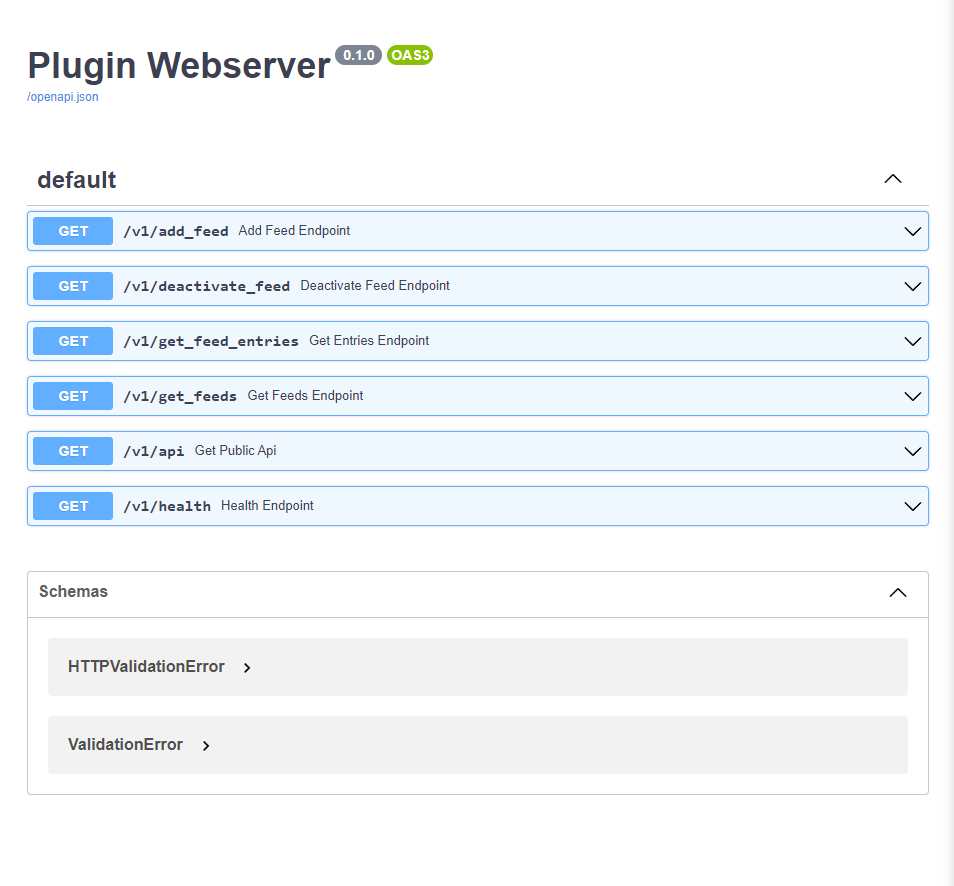 Plugin Webserver 0.1.0 OAS3
/openapi.json
default
GET /v1/add_feed Add Feed Endpoint
GET /v1/deactivate_feed Deactivate Feed Endpoint
GET /v1/get_feed_entries Get Entries Endpoint
GET /v1/get_feeds Get Feeds Endpoint
GET /v1/api Get Public Api
GET /v1/health Health Endpoint
Schemas
HTTPValidationError
ValidationError